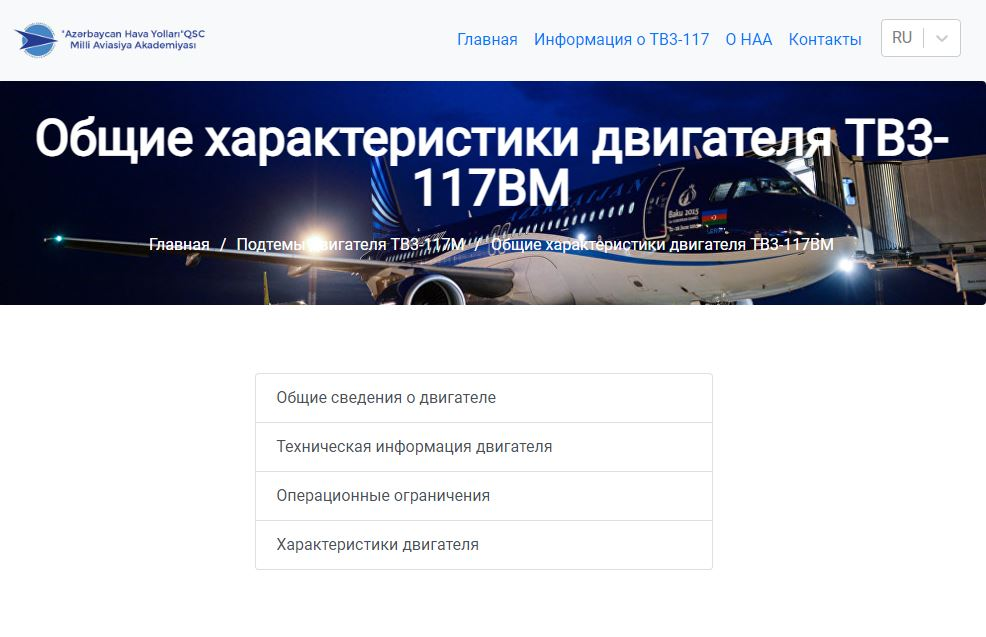 "Azərbaycan Hava Yolları"QSC
Milli Aviasiya Akademiyası
Главная Информация о ТВ3-117 О НАА Контакты RU
Общие характеристики двигателя ТВ3-
117ВМ
Главная / Подтемы двигателя ТВ3-117М / Общие характеристики двигателя ТВ3-117ВМ
AZERBAIJAN
Baku 2015
Общие сведения о двигателе
Техническая информация двигателя
Операционные ограничения
Характеристики двигателя